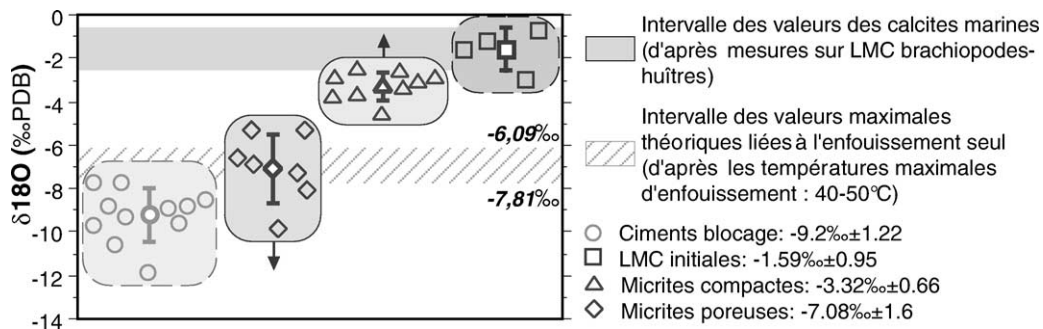 δ18O (‰PDB)
0
-2
-4
-6
-8
-10
-12
-14
-6,09‰
-7,81‰
Intervalle des valeurs des calcites marines
(d'après mesures sur LMC brachiopodes-
huîtres)
Intervalle des valeurs maximales
théoriques liées à l'enfouissement seul
(d'après les températures maximales
d'enfouissement : 40-50°C)
Ciments blocage: -9.2‰±1.22
LMC initiales: -1.59‰±0.95
Micrites compactes: -3.32‰±0.66
Micrites poreuses: -7.08‰±1.6